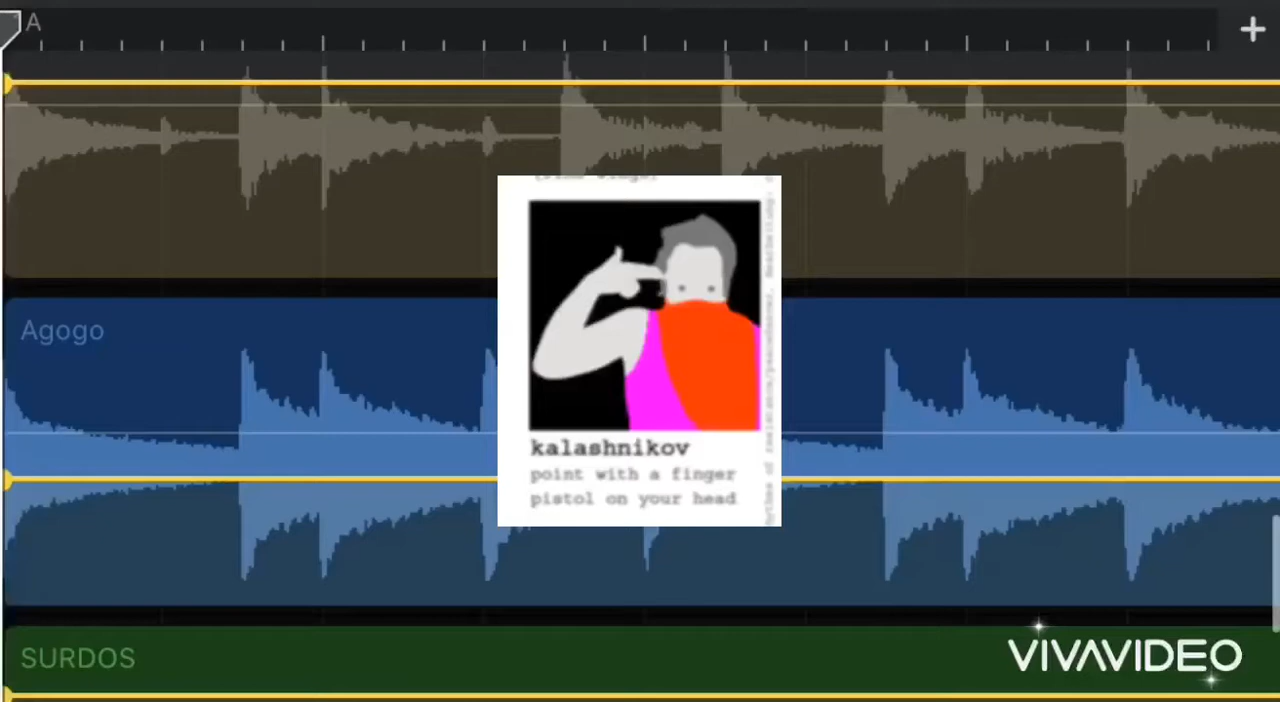 A
Agogo
kalashnikov
point with a finger
pistol on your head
SURDOS
VIVAVIDEO